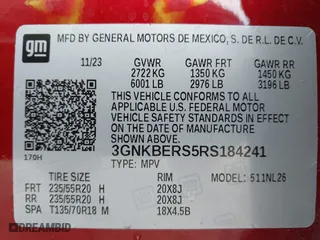 gm
MFD BY GENERAL MOTORS DE MEXICO, S. DE R.L. DE C.V.
11/23 GVWR GAWR FRT GAWR RR
2722 KG 1350 KG 1450 KG
6001 LB 2976 LB 3196 LB
THIS VEHICLE CONFORMS TO ALL
APPLICABLE U.S. FEDERAL MOTOR
VEHICLE SAFETY STANDARDS IN
EFFECT ON THE DATE OF
MANUFACTURE SHOWN ABOVE.
3GNKBERS5RS184241
170H
TYPE: MPV
TIRE SIZE RIM MODEL: 511NL26
FRT 235/55R20 H 20X8J
RR 235/55R20 H 20X8J
SPA T135/70R18 M 18X4.5B